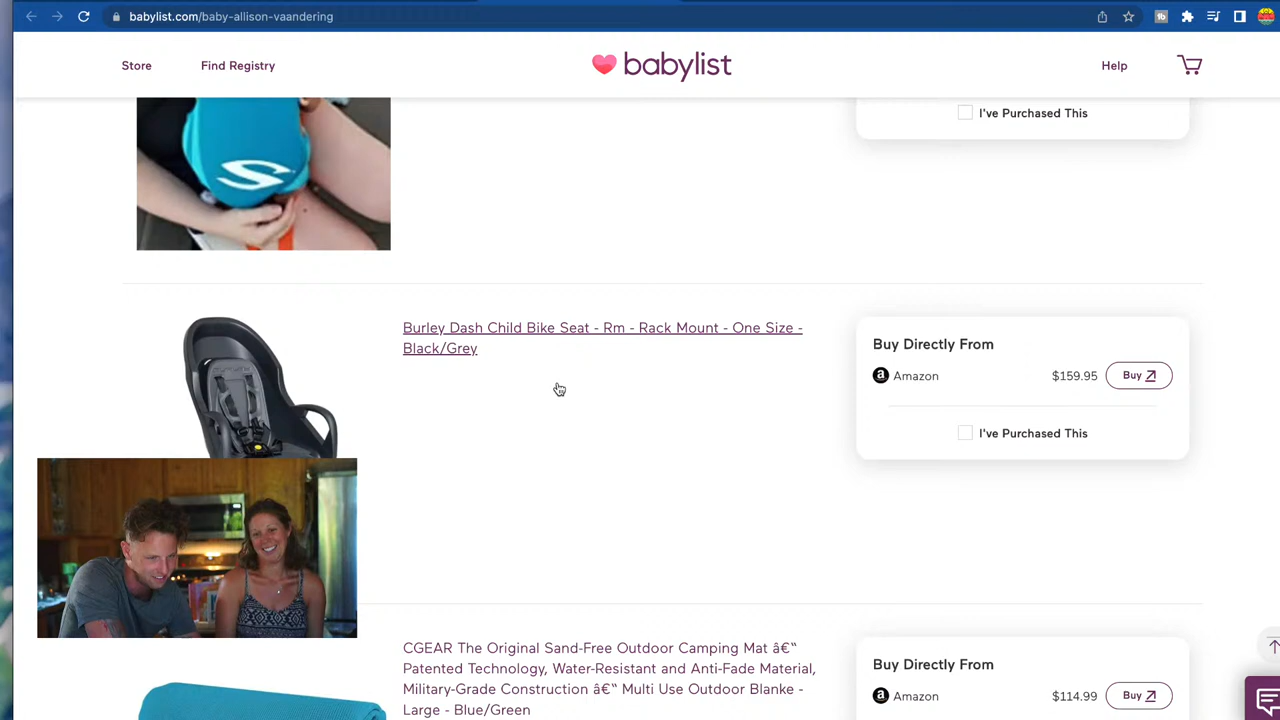 babylist.com/baby-allison-vaandering
Store
Find Registry
babylist
Help
I've Purchased This
S
Burley Dash Child Bike Seat - Rm - Rack Mount - One Size -
Black/Grey
Buy Directly From
a Amazon
$159.95
Buy
I've Purchased This
CGEAR The Original Sand-Free Outdoor Camping Mat â€“
Patented Technology, Water-Resistant and Anti-Fade Material,
Military-Grade Construction â€“ Multi Use Outdoor Blanke -
Large - Blue/Green
Buy Directly From
a Amazon
$114.99
Buy